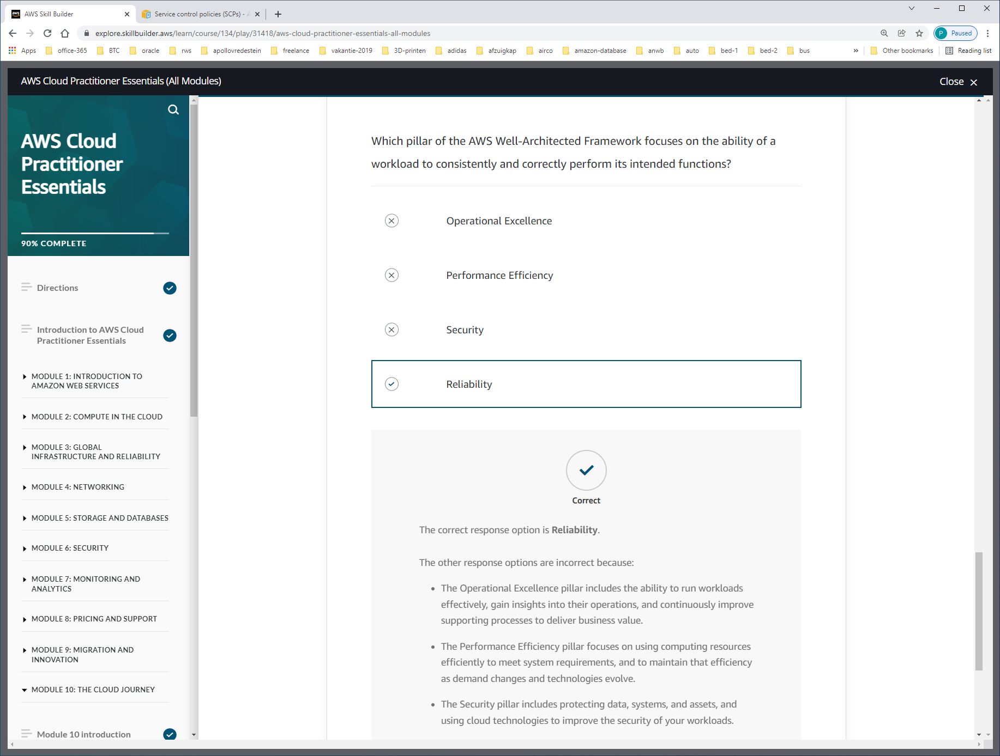 AWS Skill Builder
Service control policies (SCPs) -
explore.skillbuilder.aws/learn/course/134/play/31418/aws-cloud-practitioner-essentials-all-modules
P Paused
Apps office-365 BTC oracle rws apollovredestein freelance vakantie-2019 3D-printen adidas afzuigkap airco amazon-database anwb auto bed-1 bed-2 bus » Other bookmarks Reading list
AWS Cloud Practitioner Essentials (All Modules)
Close
AWS Cloud
Practitioner
Essentials
90% COMPLETE
Directions
Introduction to AWS Cloud
Practitioner Essentials
MODULE 1: INTRODUCTION TO
AMAZON WEB SERVICES
MODULE 2: COMPUTE IN THE CLOUD
MODULE 3: GLOBAL
INFRASTRUCTURE AND RELIABILITY
MODULE 4: NETWORKING
MODULE 5: STORAGE AND DATABASES
MODULE 6: SECURITY
MODULE 7: MONITORING AND
ANALYTICS
MODULE 8: PRICING AND SUPPORT
MODULE 9: MIGRATION AND
INNOVATION
MODULE 10: THE CLOUD JOURNEY
Module 10 introduction
Which pillar of the AWS Well-Architected Framework focuses on the ability of a
workload to consistently and correctly perform its intended functions?
Operational Excellence
Performance Efficiency
Security
Reliability
Correct
The correct response option is Reliability.
The other response options are incorrect because:
• The Operational Excellence pillar includes the ability to run workloads
effectively, gain insights into their operations, and continuously improve
supporting processes to deliver business value.
• The Performance Efficiency pillar focuses on using computing resources
efficiently to meet system requirements, and to maintain that efficiency
as demand changes and technologies evolve.
• The Security pillar includes protecting data, systems, and assets, and
using cloud technologies to improve the security of your workloads.